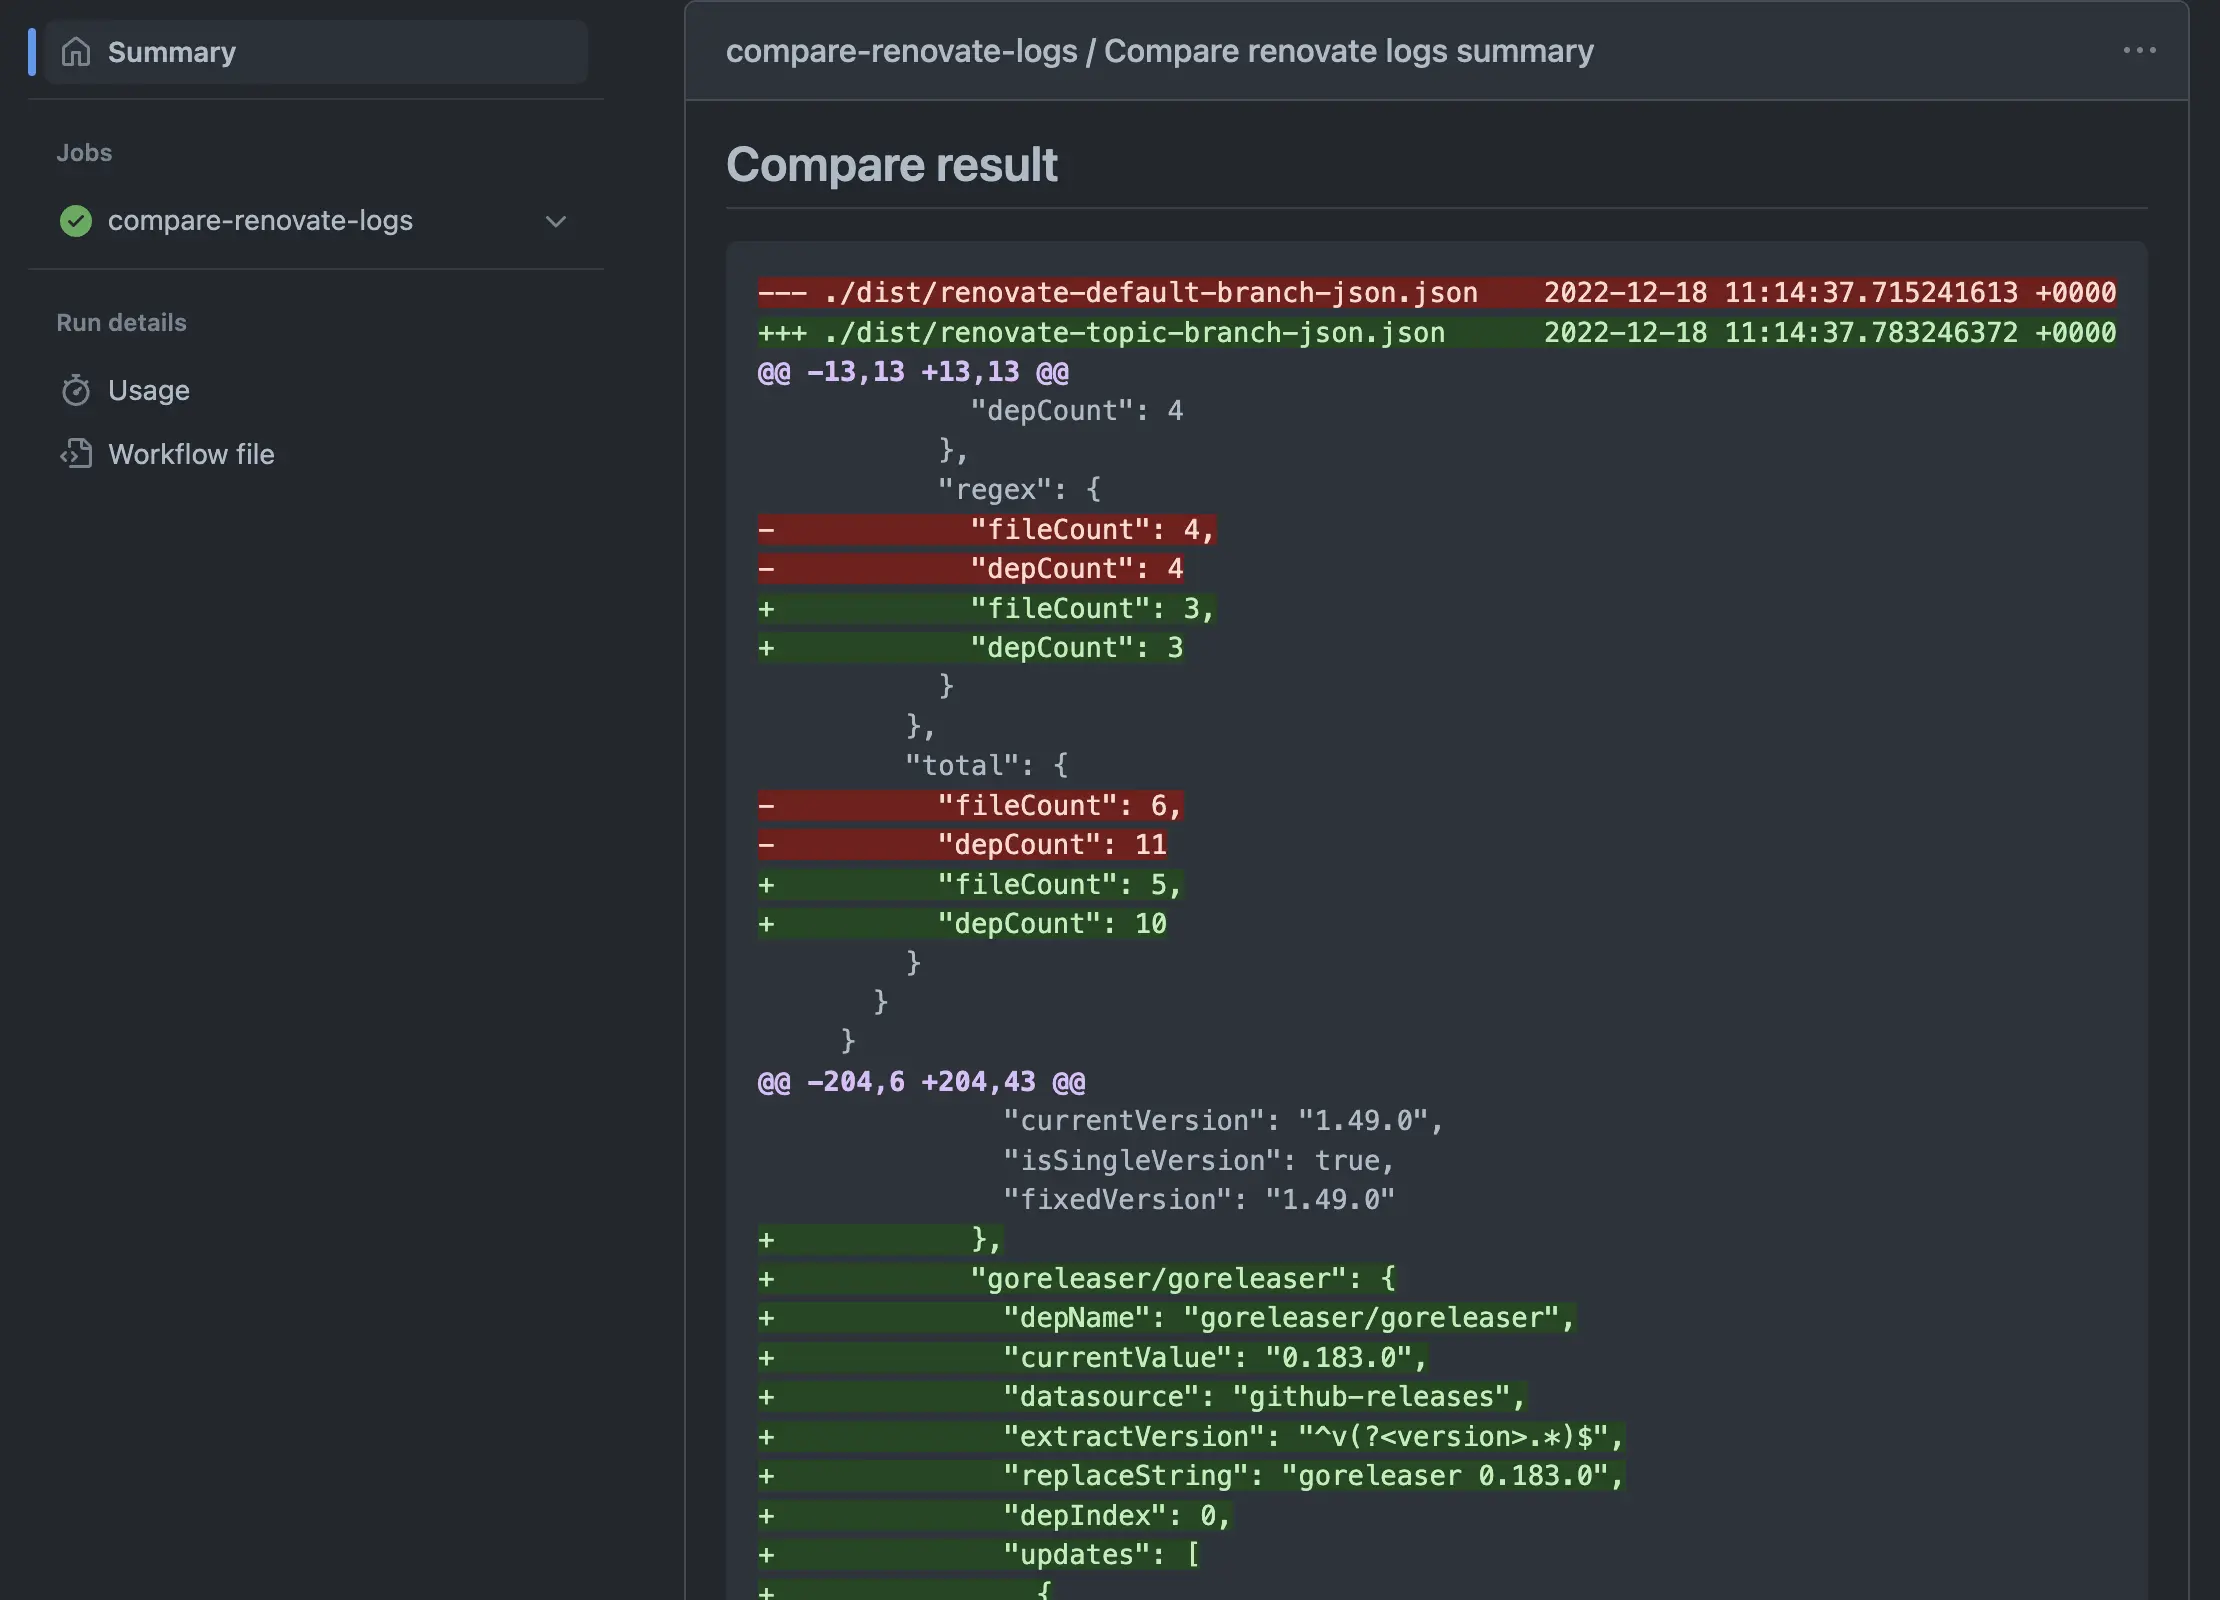 Summary
Jobs
compare-renovate-logs
Run details
Usage
Workflow file
compare-renovate-logs / Compare renovate logs summary
Compare result
--- ./dist/renovate-default-branch-json.json    2022-12-18 11:14:37.715241613 +0000
+++ ./dist/renovate-topic-branch-json.json      2022-12-18 11:14:37.783246372 +0000
@@ -13,13 +13,13 @@
             "depCount": 4
           },
           "regex": {
-            "fileCount": 4,
-            "depCount": 4
+            "fileCount": 3,
+            "depCount": 3
           }
         },
         "total": {
-          "fileCount": 6,
-          "depCount": 11
+          "fileCount": 5,
+          "depCount": 10
         }
       }
     }
@@ -204,6 +204,43 @@
               "currentVersion": "1.49.0",
               "isSingleVersion": true,
               "fixedVersion": "1.49.0"
+            },
+            "goreleaser/goreleaser": {
+              "depName": "goreleaser/goreleaser",
+              "currentValue": "0.183.0",
+              "datasource": "github-releases",
+              "extractVersion": "^v(?<version>.*)$",
+              "replaceString": "goreleaser 0.183.0",
+              "depIndex": 0,
+              "updates": [
+                {